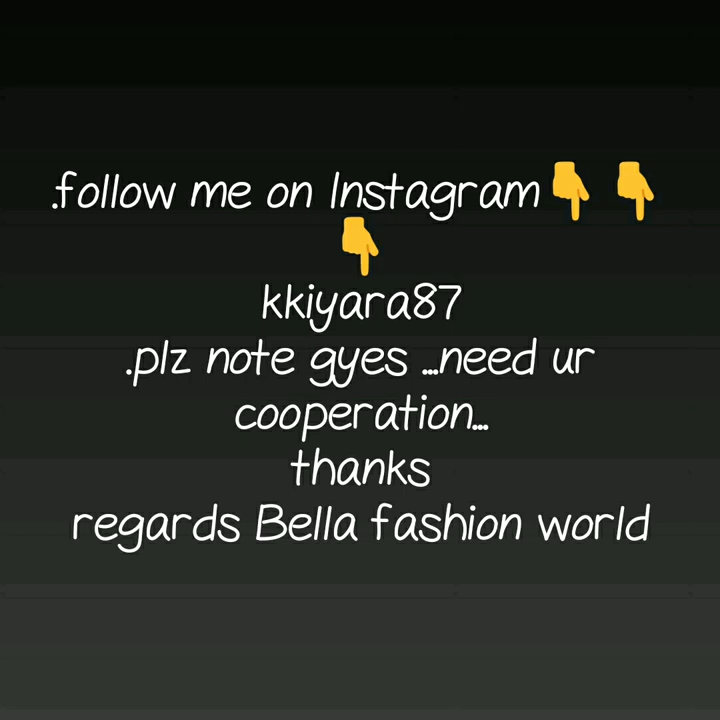 .follow me on Instagram👇👇
👇
kkiyara87
.plz note gyes ...need ur
cooperation...
thanks
regards Bella fashion world